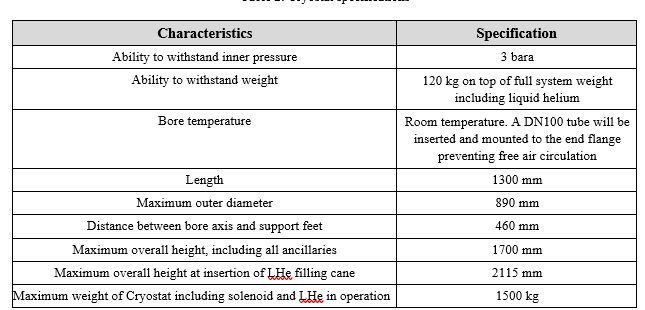 Characteristics
Specification
Ability to withstand inner pressure
3 bara
Ability to withstand weight
120 kg on top of full system weight
including liquid helium
Bore temperature
Room temperature. A DN100 tube will be
inserted and mounted to the end flange
preventing free air circulation
Length
1300 mm
Maximum outer diameter
890 mm
Distance between bore axis and support feet
460 mm
Maximum overall height, including all ancillaries
1700 mm
Maximum overall height at insertion of LHe filling cane
2115 mm
Maximum weight of Cryostat including solenoid and LHe in operation
1500 kg